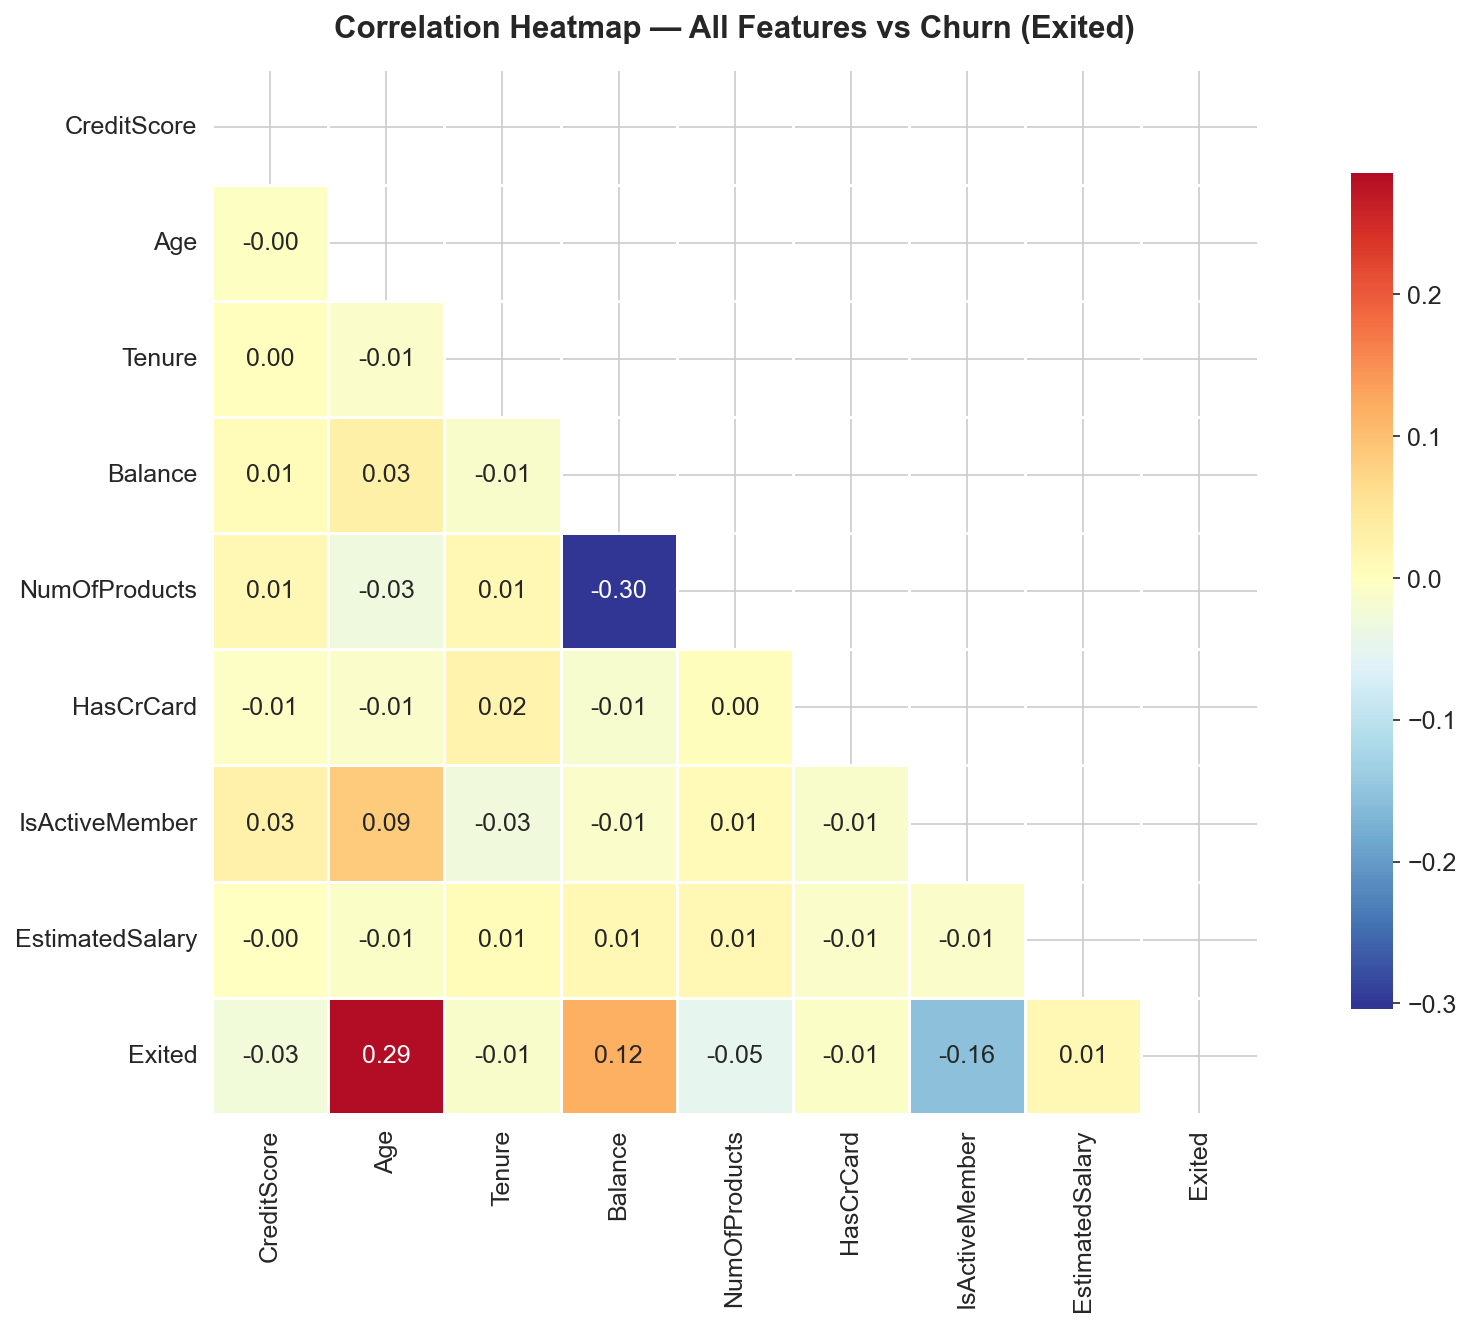 Correlation Heatmap — All Features vs Churn (Exited)
CreditScore
Age
-0.00
Tenure
0.00 -0.01
Balance
0.01 0.03 -0.01
NumOfProducts
0.01 -0.03 0.01 -0.30
HasCrCard
-0.01 -0.01 0.02 -0.01 0.00
IsActiveMember
0.03 0.09 -0.03 -0.01 0.01 -0.01
EstimatedSalary
-0.00 -0.01 0.01 0.01 0.01 -0.01 -0.01
Exited
-0.03 0.29 -0.01 0.12 -0.05 -0.01 -0.16 0.01
CreditScore
Age
Tenure
Balance
NumOfProducts
HasCrCard
IsActiveMember
EstimatedSalary
Exited
0.2
0.1
0.0
−0.1
−0.2
−0.3